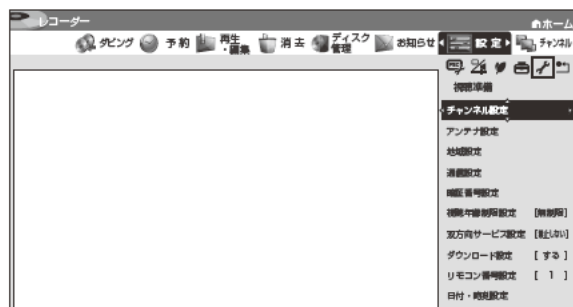 レコーダー
ホーム
ダビング 予約 再生・編集 消去 ディスク管理 お知らせ 設定 チャンネル
視聴準備
チャンネル設定
アンテナ設定
地域設定
通信設定
暗証番号設定
視聴年齢制限設定 [無制限]
双方向サービス設定 [禁止しない]
ダウンロード設定 [する]
リモコン番号設定 [1]
日付・時刻設定